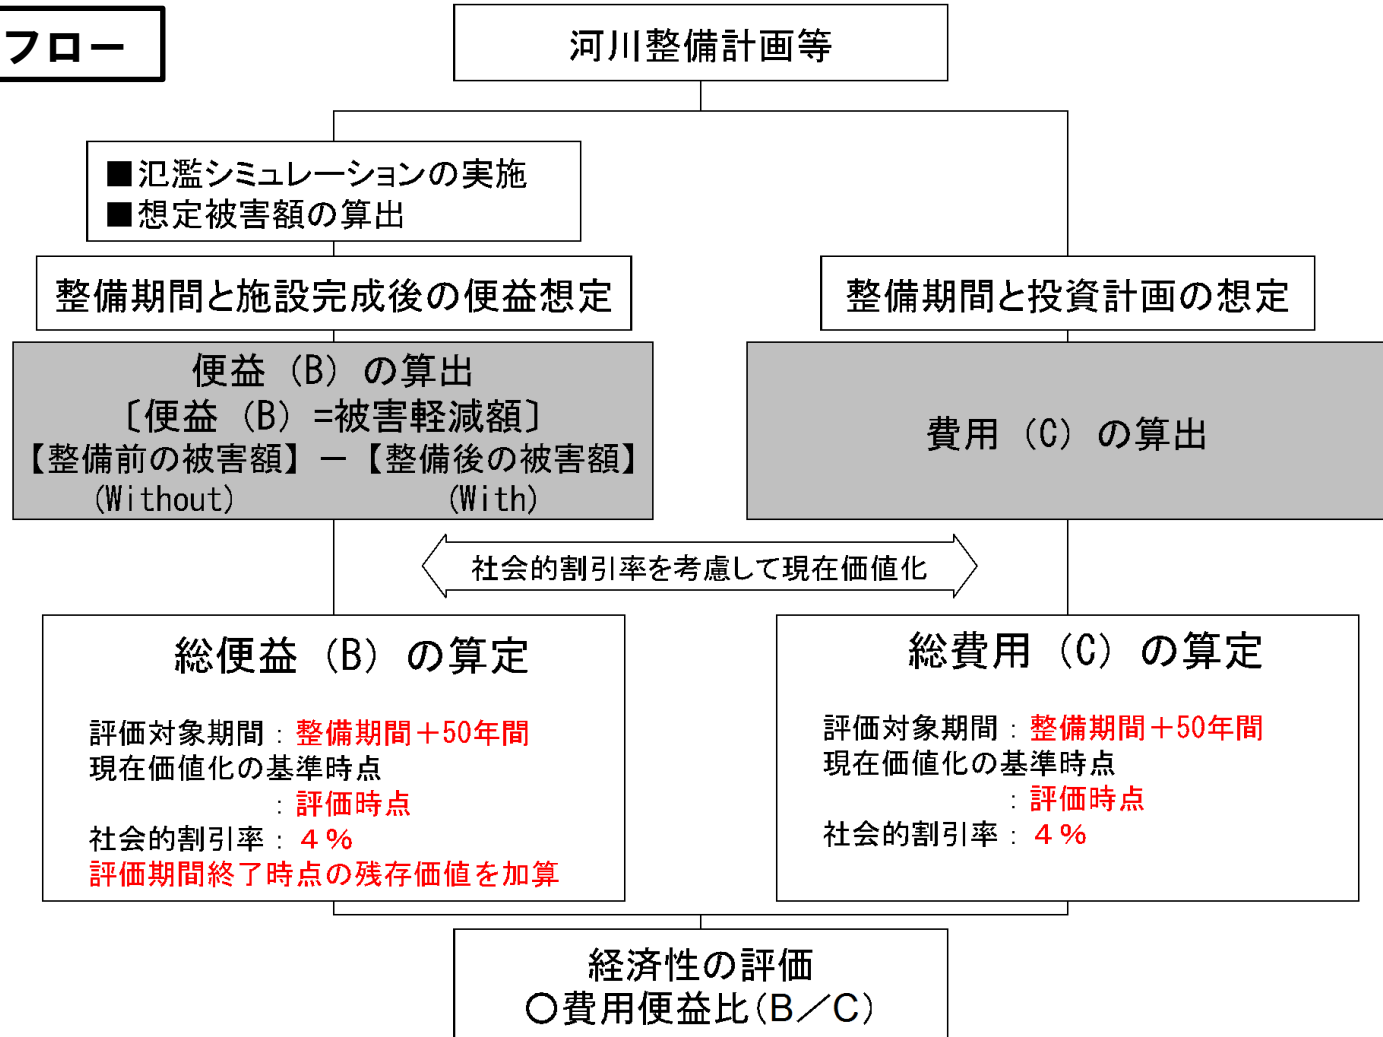 フロー
河川整備計画等
■氾濫シミュレーションの実施
■想定被害額の算出
整備期間と施設完成後の便益想定
整備期間と投資計画の想定
便益（B）の算出
〔便益（B）=被害軽減額〕
【整備前の被害額】－【整備後の被害額】
(Without) (With)
費用（C）の算出
社会的割引率を考慮して現在価値化
総便益（B）の算定
評価対象期間：整備期間＋50年間
現在価値化の基準時点
：評価時点
社会的割引率：４％
評価期間終了時点の残存価値を加算
総費用（C）の算定
評価対象期間：整備期間＋50年間
現在価値化の基準時点
：評価時点
社会的割引率：４％
経済性の評価
○費用便益比(B／C)